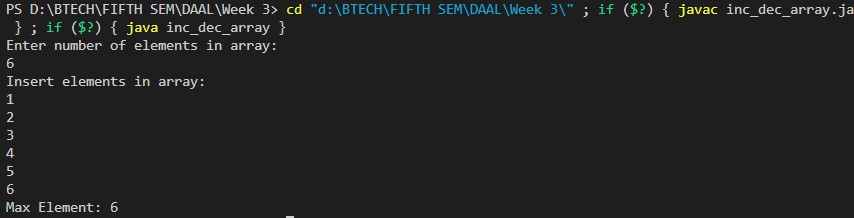 PS D:\BTECH\FIFTH SEM\DAAL\Week 3> cd "d:\BTECH\FIFTH SEM\DAAL\Week 3\" ; if ($?) { javac inc_dec_array.ja
} ; if ($?) { java inc_dec_array }
Enter number of elements in array:
6
Insert elements in array:
1
2
3
4
5
6
Max Element: 6